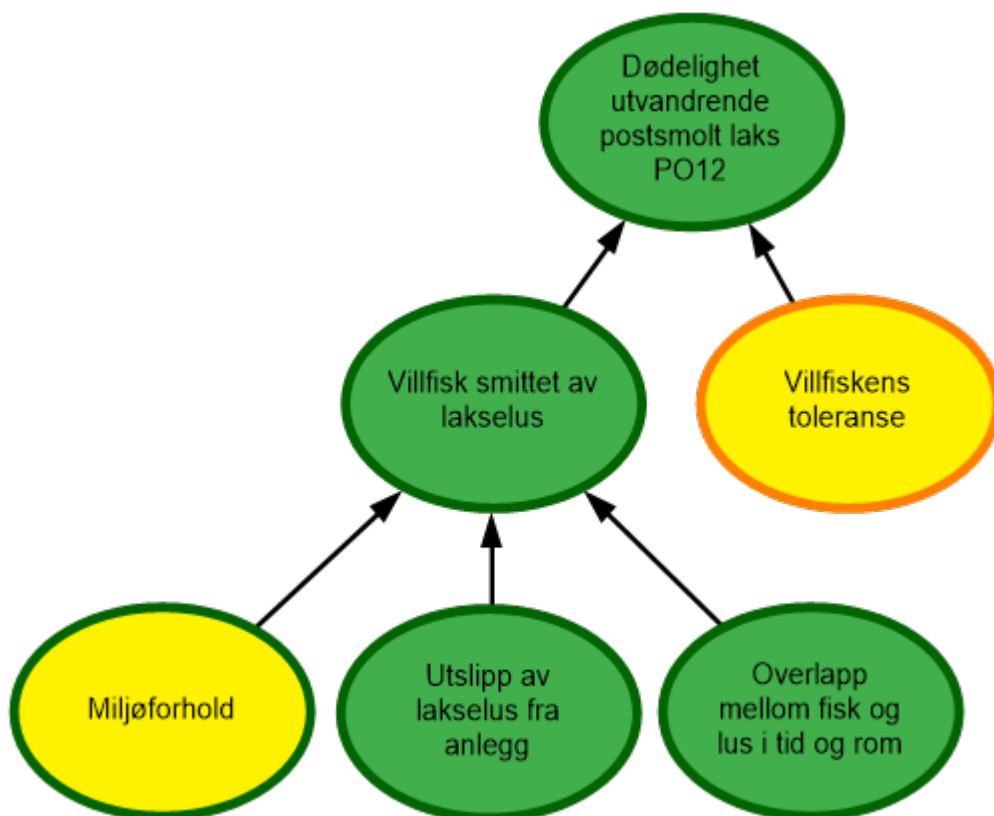 Dødelighet
utvandrende
postsmolt laks
PO12
Villfisk smittet av
lakselus
Villfiskens
toleranse
Miljøforhold
Utslipp av
lakselus fra
anlegg
Overlapp
mellom fisk og
lus i tid og rom